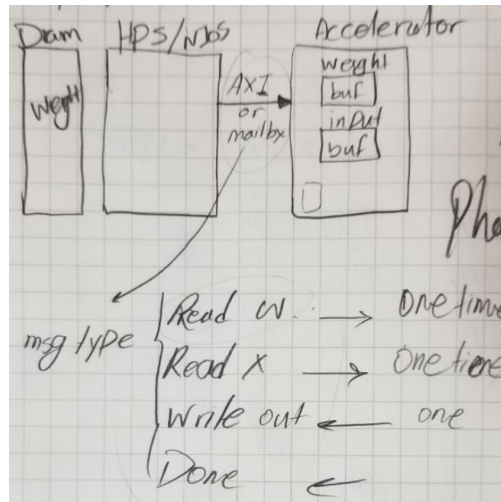 Dram HPS/NIOS Accelerator
Weight
AXI
or
mailbx
weight
buf
input
buf
Pha
msg type
Read W. → One time
Read X → One time
Write out ← one
Done ←